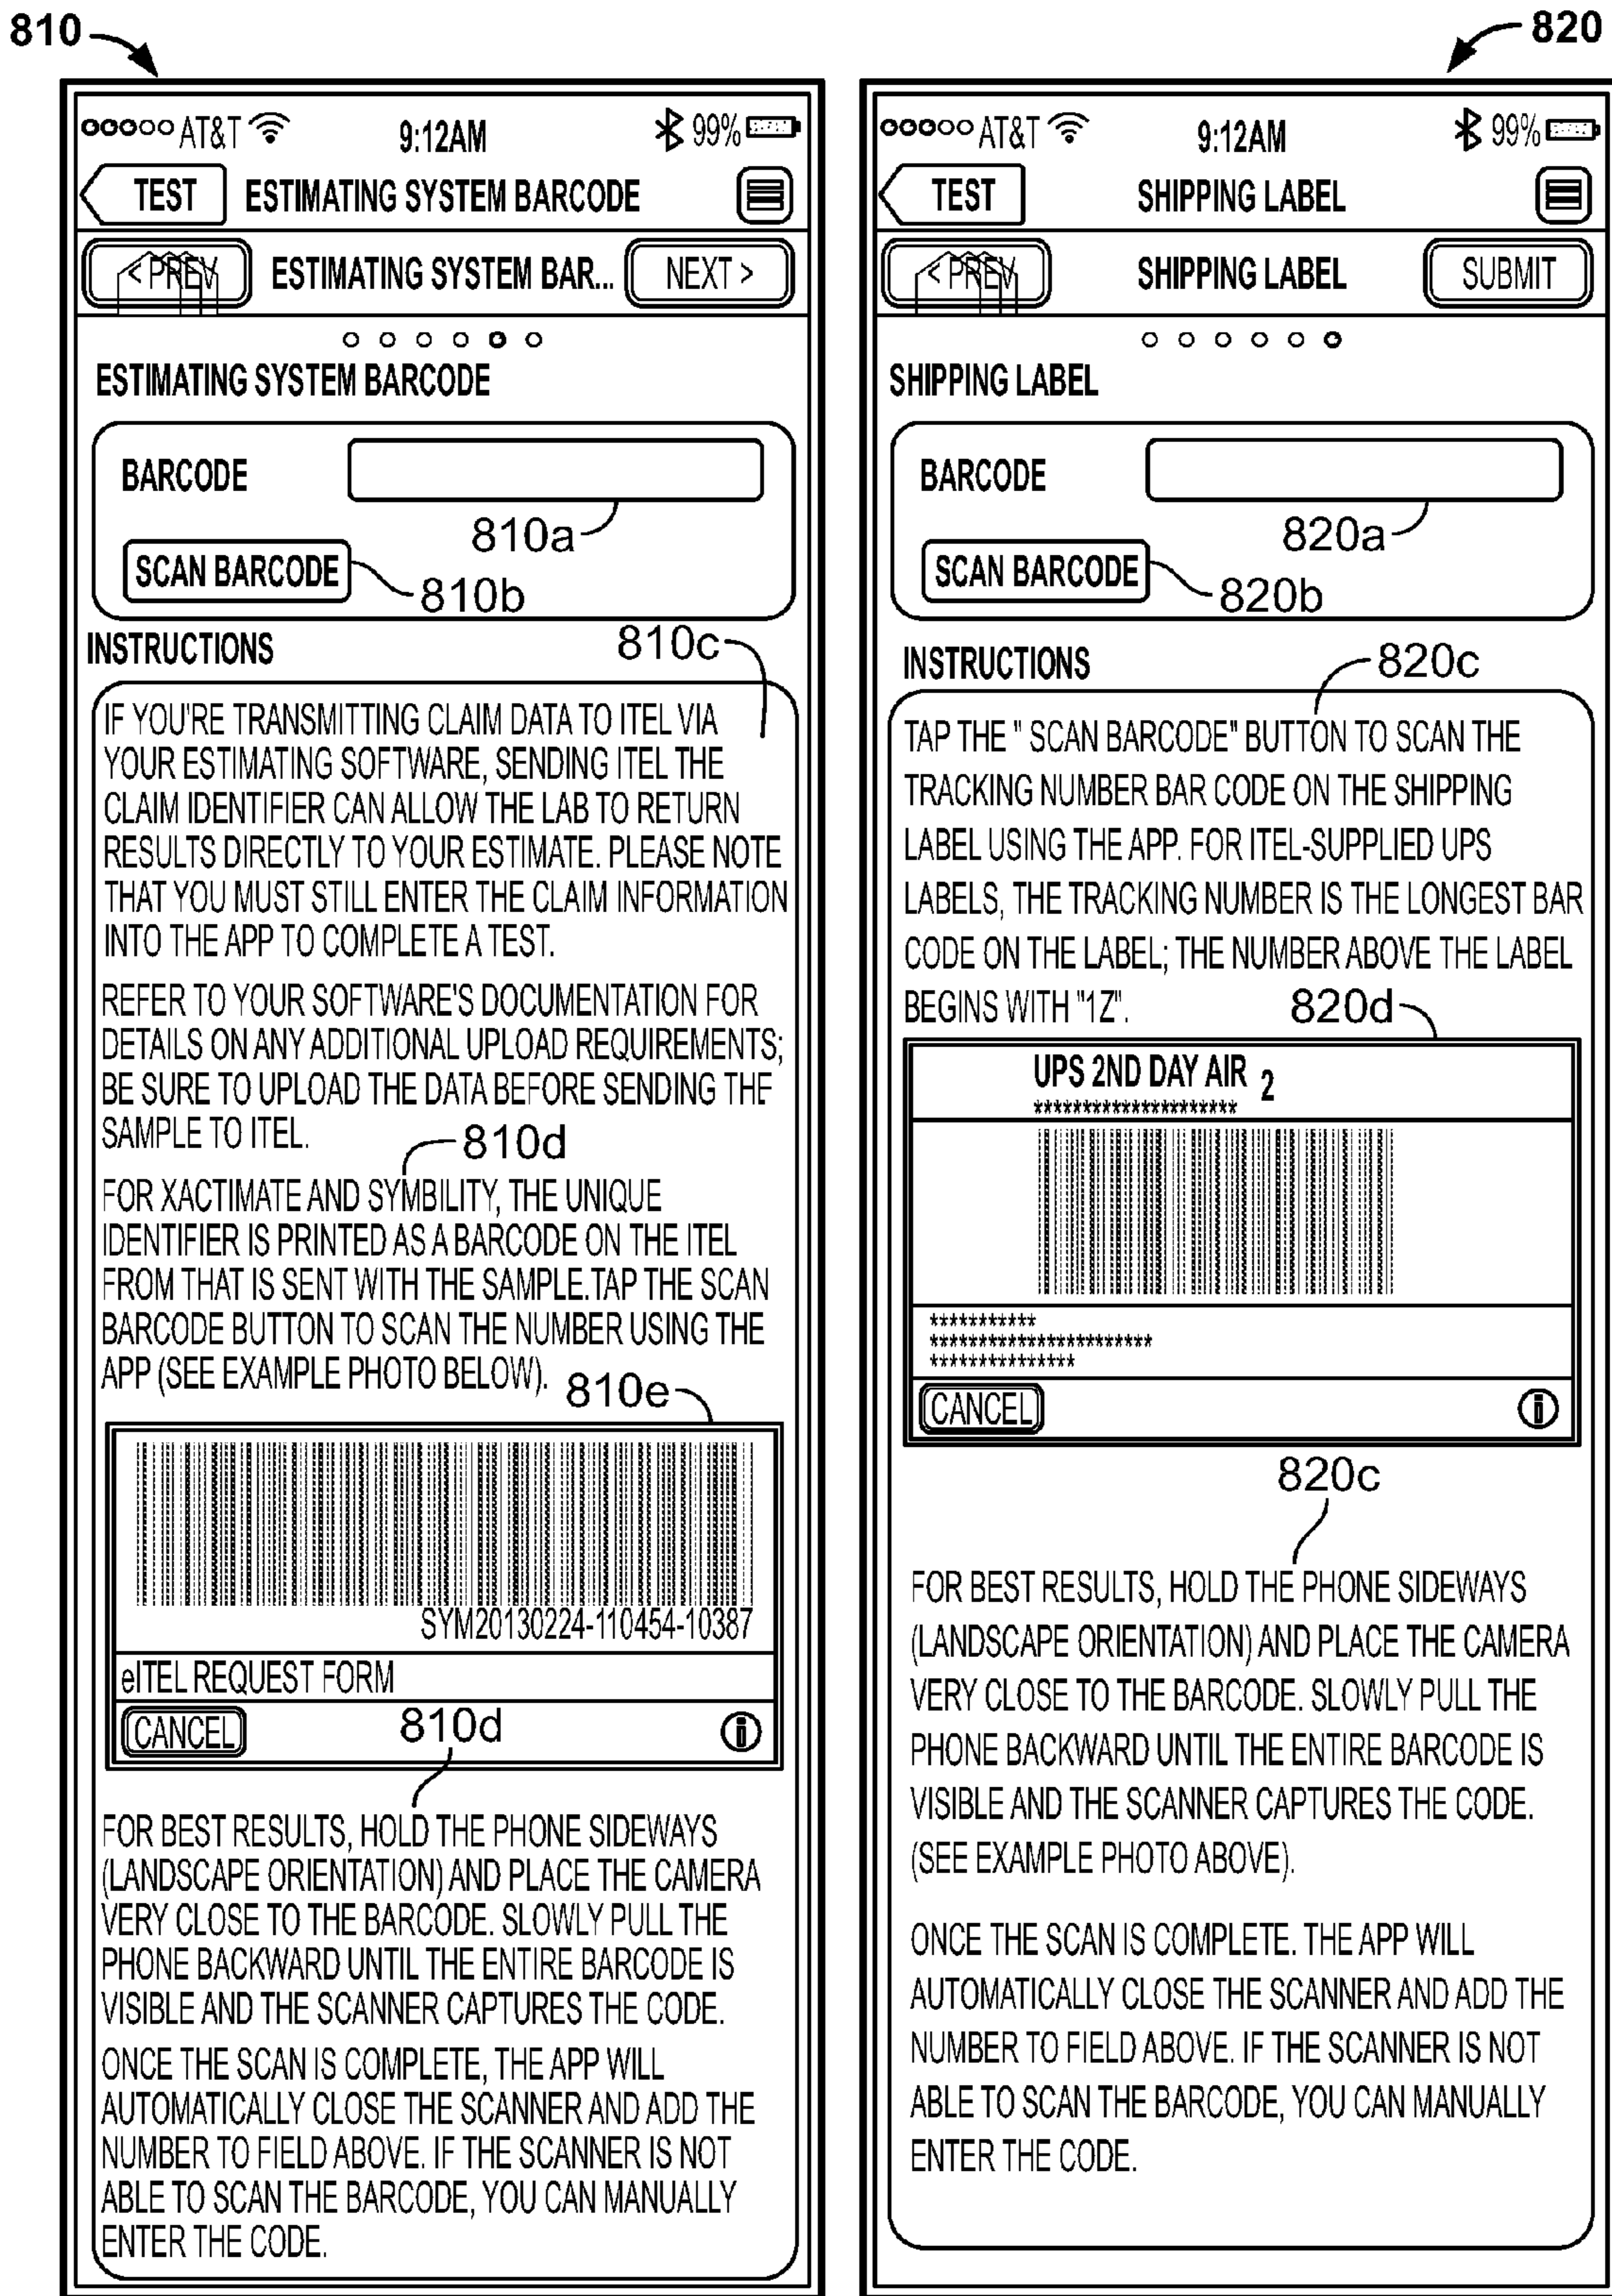 810
AT&T 9:12AM 99%
TEST ESTIMATING SYSTEM BARCODE
< PREV ESTIMATING SYSTEM BAR... NEXT >
ESTIMATING SYSTEM BARCODE
BARCODE
810a
SCAN BARCODE
810b
INSTRUCTIONS
810c
IF YOU'RE TRANSMITTING CLAIM DATA TO ITEL VIA
YOUR ESTIMATING SOFTWARE, SENDING ITEL THE
CLAIM IDENTIFIER CAN ALLOW THE LAB TO RETURN
RESULTS DIRECTLY TO YOUR ESTIMATE. PLEASE NOTE
THAT YOU MUST STILL ENTER THE CLAIM INFORMATION
INTO THE APP TO COMPLETE A TEST.
REFER TO YOUR SOFTWARE'S DOCUMENTATION FOR
DETAILS ON ANY ADDITIONAL UPLOAD REQUIREMENTS;
BE SURE TO UPLOAD THE DATA BEFORE SENDING THE
SAMPLE TO ITEL.
810d
FOR XACTIMATE AND SYMBILITY, THE UNIQUE
IDENTIFIER IS PRINTED AS A BARCODE ON THE ITEL
FROM THAT IS SENT WITH THE SAMPLE.TAP THE SCAN
BARCODE BUTTON TO SCAN THE NUMBER USING THE
APP (SEE EXAMPLE PHOTO BELOW).
810e
SYM20130224-110454-10387
eITEL REQUEST FORM
CANCEL
810d
FOR BEST RESULTS, HOLD THE PHONE SIDEWAYS
(LANDSCAPE ORIENTATION) AND PLACE THE CAMERA
VERY CLOSE TO THE BARCODE. SLOWLY PULL THE
PHONE BACKWARD UNTIL THE ENTIRE BARCODE IS
VISIBLE AND THE SCANNER CAPTURES THE CODE.
ONCE THE SCAN IS COMPLETE, THE APP WILL
AUTOMATICALLY CLOSE THE SCANNER AND ADD THE
NUMBER TO FIELD ABOVE. IF THE SCANNER IS NOT
ABLE TO SCAN THE BARCODE, YOU CAN MANUALLY
ENTER THE CODE.
820
AT&T 9:12AM 99%
TEST SHIPPING LABEL
< PREV SHIPPING LABEL SUBMIT
SHIPPING LABEL
BARCODE
820a
SCAN BARCODE
820b
INSTRUCTIONS
820c
TAP THE " SCAN BARCODE" BUTTON TO SCAN THE
TRACKING NUMBER BAR CODE ON THE SHIPPING
LABEL USING THE APP. FOR ITEL-SUPPLIED UPS
LABELS, THE TRACKING NUMBER IS THE LONGEST BAR
CODE ON THE LABEL; THE NUMBER ABOVE THE LABEL
BEGINS WITH "1Z".
820d
UPS 2ND DAY AIR 2
*********************
***********
***********************
***************
CANCEL
820c
FOR BEST RESULTS, HOLD THE PHONE SIDEWAYS
(LANDSCAPE ORIENTATION) AND PLACE THE CAMERA
VERY CLOSE TO THE BARCODE. SLOWLY PULL THE
PHONE BACKWARD UNTIL THE ENTIRE BARCODE IS
VISIBLE AND THE SCANNER CAPTURES THE CODE.
(SEE EXAMPLE PHOTO ABOVE).
ONCE THE SCAN IS COMPLETE. THE APP WILL
AUTOMATICALLY CLOSE THE SCANNER AND ADD THE
NUMBER TO FIELD ABOVE. IF THE SCANNER IS NOT
ABLE TO SCAN THE BARCODE, YOU CAN MANUALLY
ENTER THE CODE.